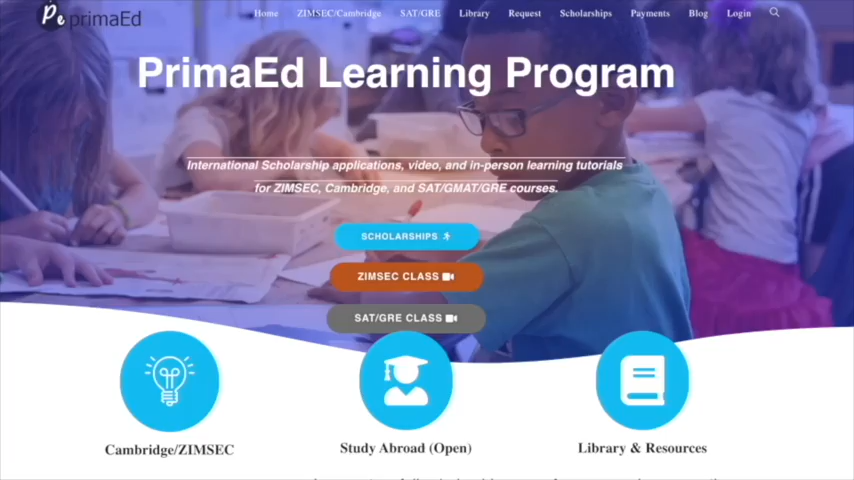 Pe primaEd
Home ZIMSEC/Cambridge SAT/GRE Library Request Scholarships Payments Blog Login
PrimaEd Learning Program
International Scholarship applications, video, and in-person learning tutorials
for ZIMSEC, Cambridge, and SAT/GMAT/GRE courses.
SCHOLARSHIPS
ZIMSEC CLASS
SAT/GRE CLASS
Cambridge/ZIMSEC
Study Abroad (Open)
Library & Resources